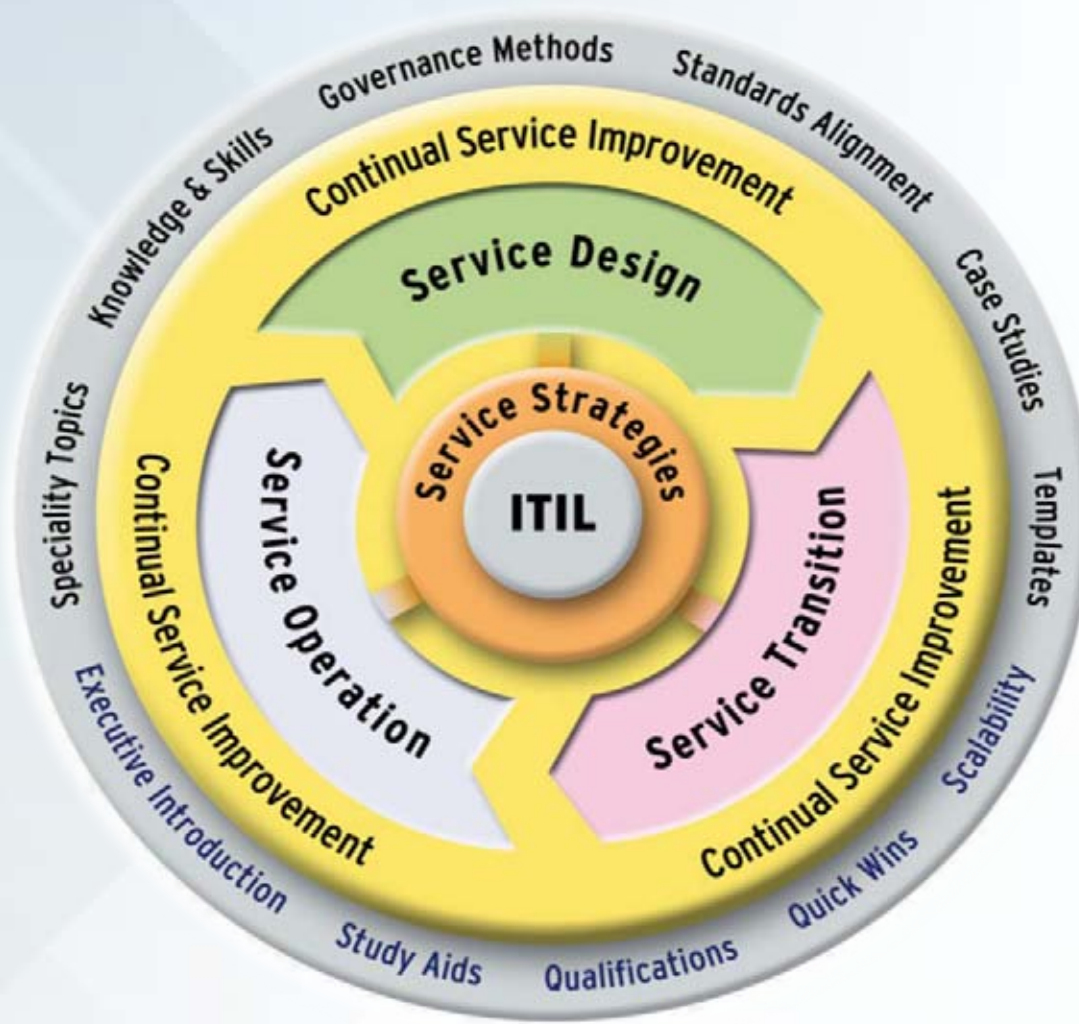 Governance Methods
Standards Alignment
Case Studies
Templates
Scalability
Quick Wins
Qualifications
Study Aids
Executive Introduction
Speciality Topics
Knowledge & Skills
Continual Service Improvement
Continual Service Improvement
Continual Service Improvement
Service Design
Service Transition
Service Operation
Service Strategies
ITIL